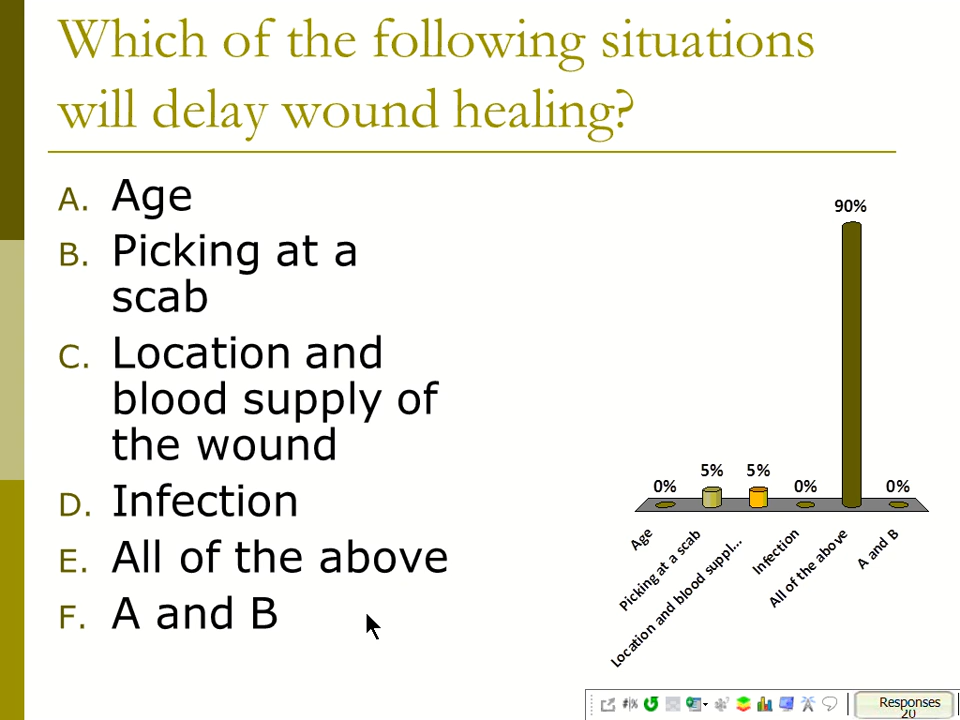 Which of the following situations
will delay wound healing?
A. Age
B. Picking at a
scab
C. Location and
blood supply of
the wound
D. Infection
E. All of the above
F. A and B
0%
5%
5%
0%
90%
0%
Age
Picking at a scab
Location and blood suppl...
Infection
All of the above
A and B
Responses
20